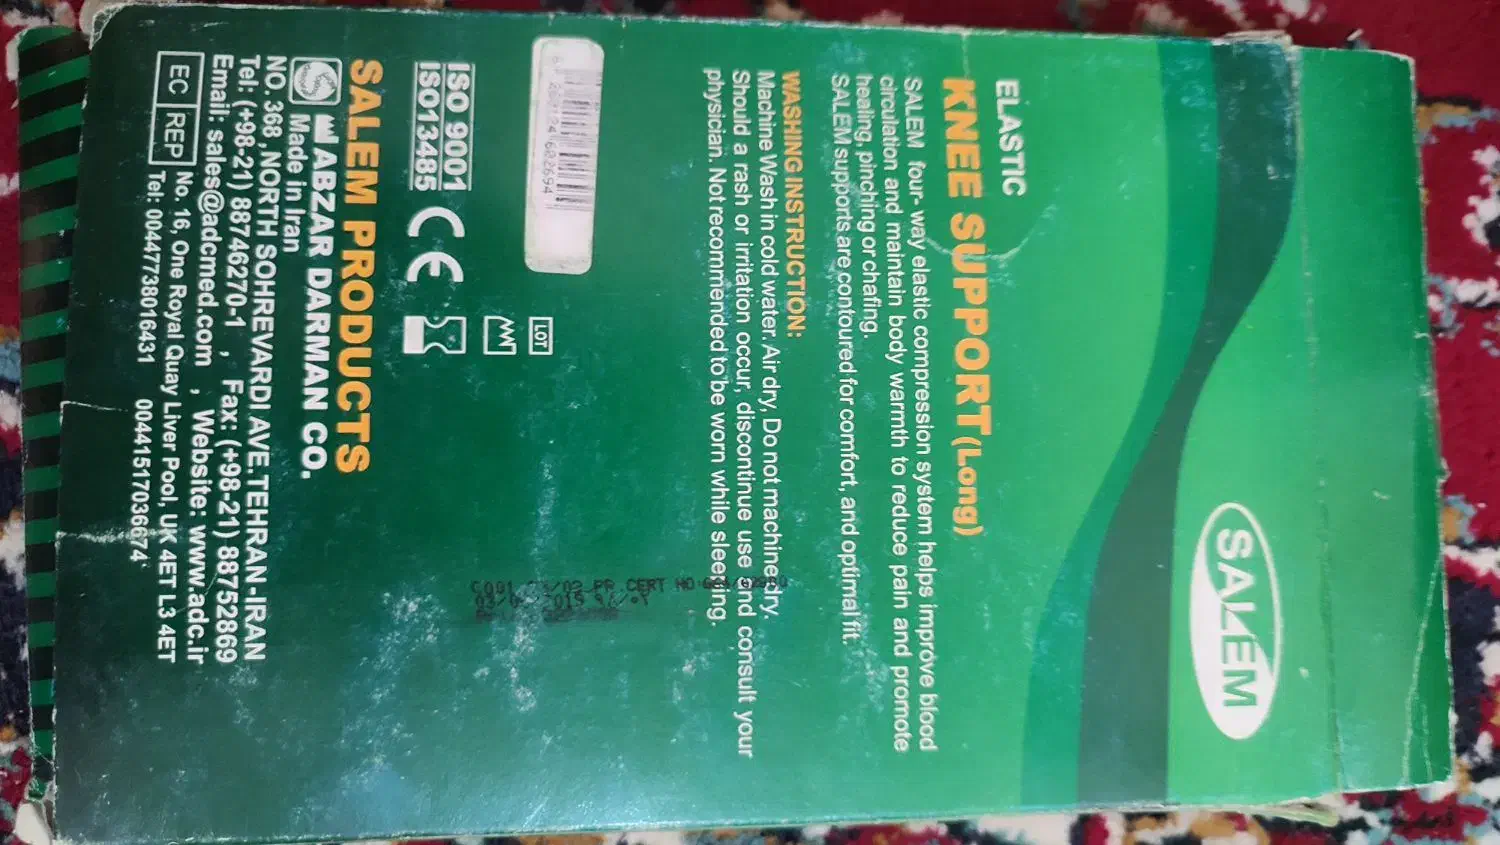 SALEM
ELASTIC
KNEE SUPPORT(Long)
SALEM four- way elastic compression system helps improve blood
circulation and maintain body warmth to reduce pain and promote
healing, pinching or chafing.
SALEM supports are contoured for comfort, and optimal fit.
WASHING INSTRUCTION:
Machine Wash in cold water. Air dry, Do not machine dry.
Should a rash or irritation occur, discontinue use and consult your
physician. Not recommended to be worn while sleeping.
LOT
ISO 9001
ISO13485
CE
SALEM PRODUCTS
ABZAR DARMAN CO.
Made in Iran
NO. 368 ,NORTH SOHREVARDI AVE.TEHRAN-IRAN
Tel: (+98-21) 88746270-1 , Fax: (+98-21) 88752869
Email: sales@adcmed.com , Website: www.adc.ir
EC REP
No. 16, One Royal Quay Liver Pool, UK 4ET L3 4ET
Tel: 00447738016431 00441517036674